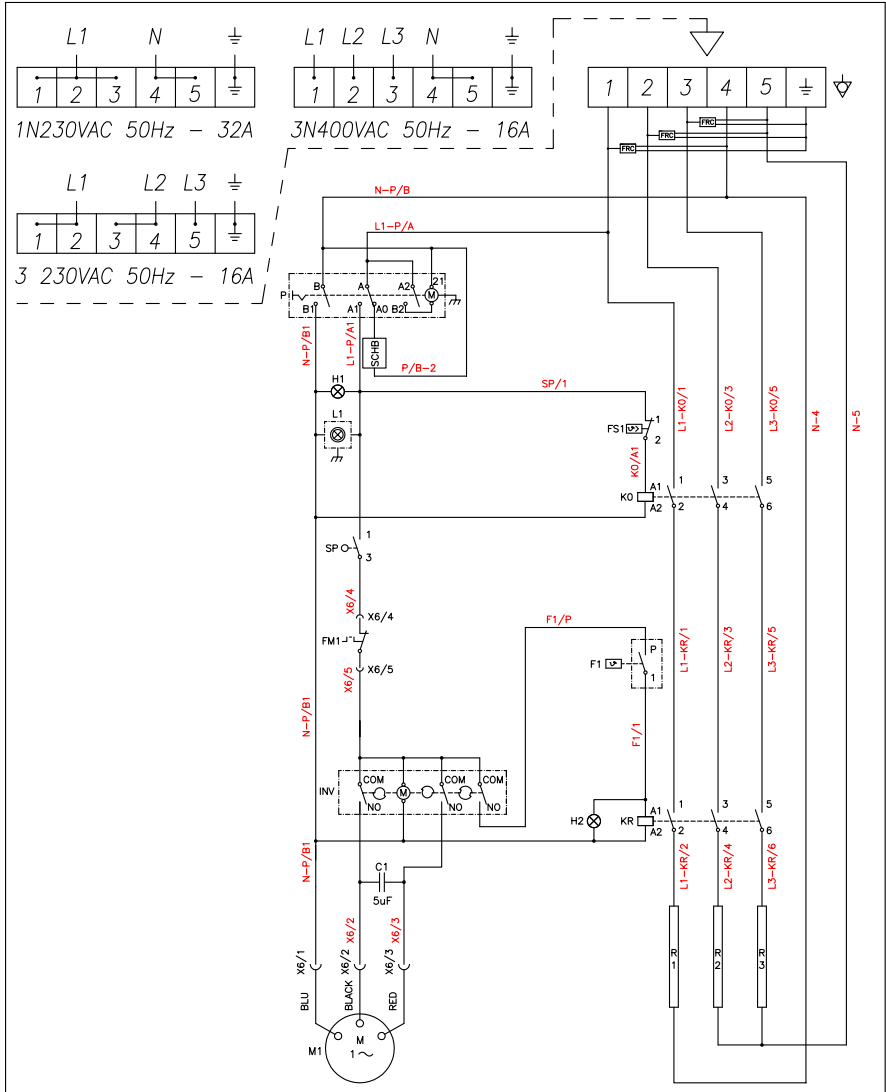 L1 N
1 2 3 4 5
1N230VAC 50Hz - 32A
L1 L2 L3 N
1 2 3 4 5
3N400VAC 50Hz - 16A
L1 L2 L3
1 2 3 4 5
3 230VAC 50Hz - 16A
1 2 3 4 5
FRC
FRC
FRC
N-P/B
L1-P/A
P B A A2 21
M
B1 A1 A0 B2
N-P/B1
L1-P/A1
SCHB
P/B-2
H1
SP/1
L1
FS1 1
2
K0/A1
L1-K0/1
L2-K0/3
L3-K0/5
N-4
N-5
K0 A1 1 3 5
A2 2 4 6
SP 1
3
X6/4
X6/4
FM1
X6/5
X6/5
F1/P
F1 P
1
F1/1
L1-KR/1
L2-KR/3
L3-KR/5
N-P/B1
INV COM M COM COM
NO NO NO
H2 KR A1 1 3 5
A2 2 4 6
N-P/B1
C1
5uF
L1-KR/2
L2-KR/4
L3-KR/6
X6/2
X6/3
R1
R2
R3
X6/1
X6/2
X6/3
BLU
BLACK
RED
M1 M
1~